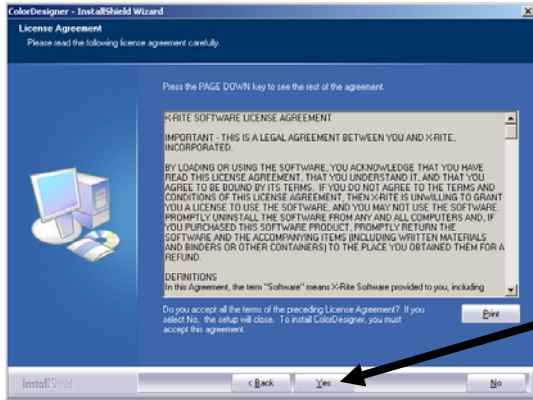 ColorDesigner - InstallShield Wizard
License Agreement
Please read the following license agreement carefully.
Press the PAGE DOWN key to see the rest of the agreement.
X-RITE SOFTWARE LICENSE AGREEMENT
IMPORTANT - THIS IS A LEGAL AGREEMENT BETWEEN YOU AND X-RITE,
INCORPORATED.
BY LOADING OR USING THE SOFTWARE, YOU ACKNOWLEDGE THAT YOU HAVE
READ THIS LICENSE AGREEMENT, THAT YOU UNDERSTAND IT, AND THAT YOU
AGREE TO BE BOUND BY ITS TERMS. IF YOU DO NOT AGREE TO THE TERMS AND
CONDITIONS OF THIS LICENSE AGREEMENT, THEN X-RITE IS UNWILLING TO GRANT
YOU A LICENSE TO USE THE SOFTWARE, AND YOU MAY NOT USE THE SOFTWARE.
PROMPTLY UNINSTALL THE SOFTWARE FROM ANY AND ALL COMPUTERS AND, IF
YOU PURCHASED THIS SOFTWARE PRODUCT, PROMPTLY RETURN THE
SOFTWARE AND THE ACCOMPANYING ITEMS (INCLUDING WRITTEN MATERIALS
AND BINDERS OR OTHER CONTAINERS) TO THE PLACE YOU OBTAINED THEM FOR A
REFUND.
DEFINITIONS
In this Agreement, the term "Software" means X-Rite Software provided to you, including
Do you accept all the terms of the preceding License Agreement? If you
select No, the setup will close. To install ColorDesigner, you must
accept this agreement.
Print
InstallShield
< Back
Yes
No